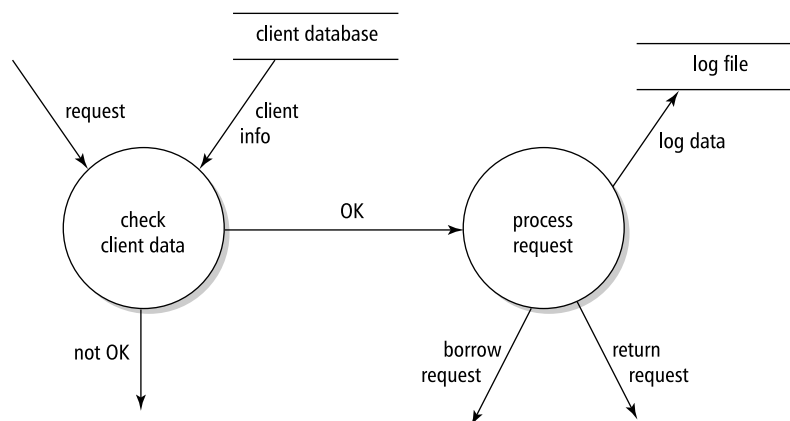 client database
log file
request
client
info
log data
check
client data
OK
process
request
not OK
borrow
request
return
request